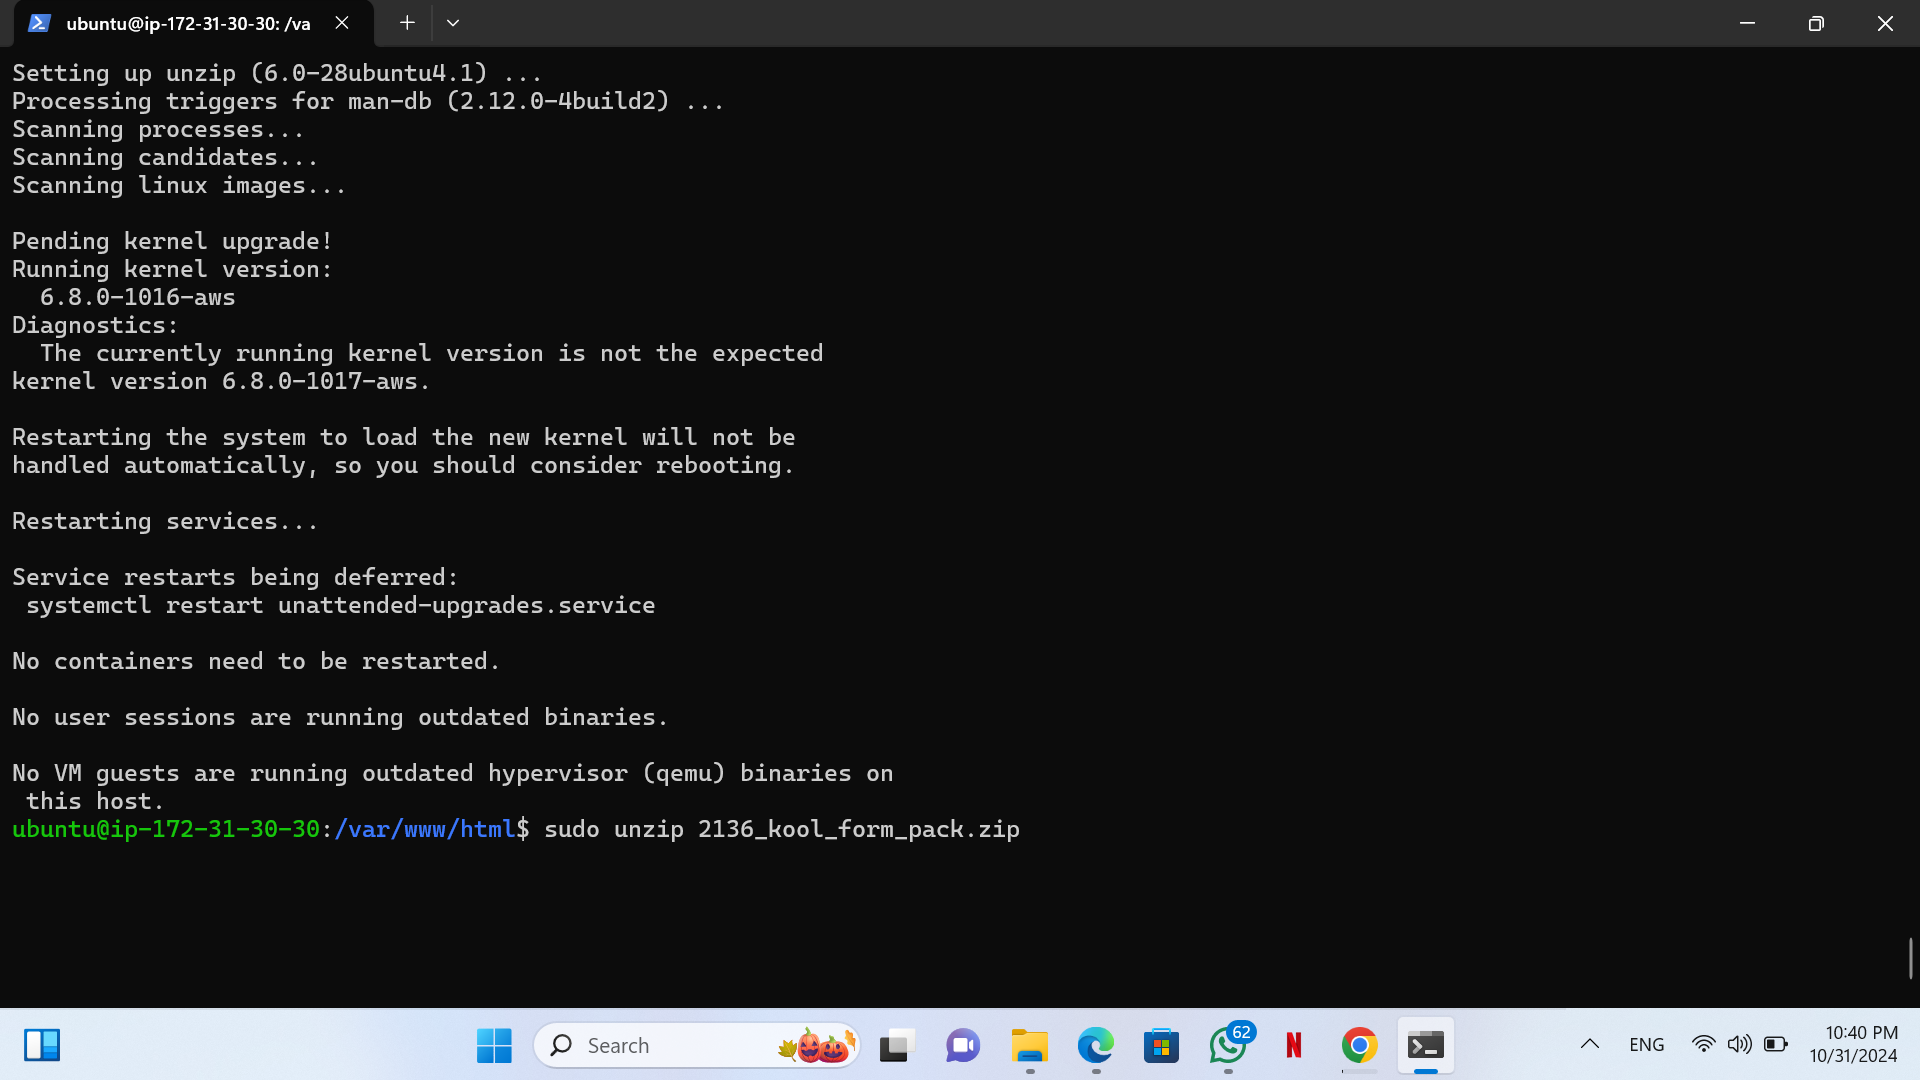 ubuntu@ip-172-31-30-30: /va
Setting up unzip (6.0-28ubuntu4.1) ...
Processing triggers for man-db (2.12.0-4build2) ...
Scanning processes...
Scanning candidates...
Scanning linux images...
Pending kernel upgrade!
Running kernel version:
6.8.0-1016-aws
Diagnostics:
The currently running kernel version is not the expected
kernel version 6.8.0-1017-aws.
Restarting the system to load the new kernel will not be
handled automatically, so you should consider rebooting.
Restarting services...
Service restarts being deferred:
systemctl restart unattended-upgrades.service
No containers need to be restarted.
No user sessions are running outdated binaries.
No VM guests are running outdated hypervisor (qemu) binaries on
this host.
ubuntu@ip-172-31-30-30:/var/www/html$ sudo unzip 2136_kool_form_pack.zip
Search
62
N
ENG
10:40 PM
10/31/2024